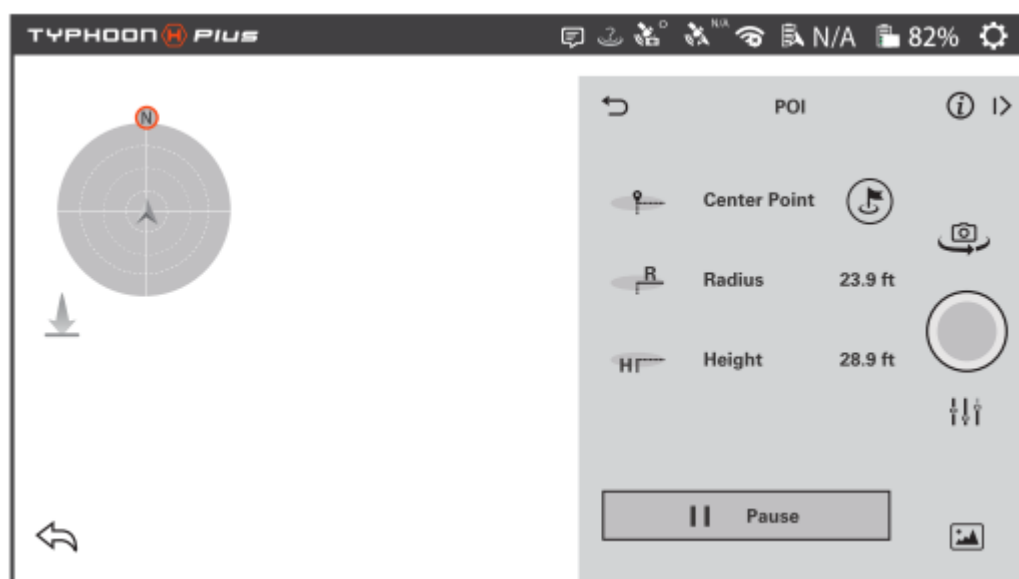 TYPHOON H Plus
N/A N/A 82%
N
POI
Center Point
R Radius 23.9 ft
H Height 28.9 ft
Pause